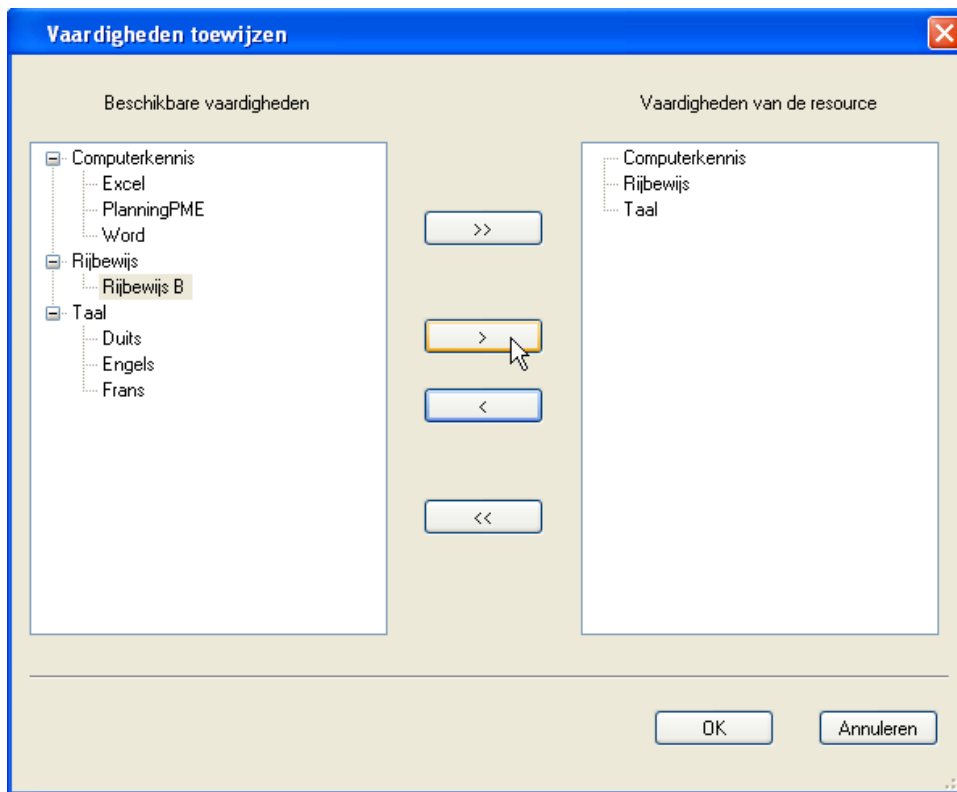 Vaardigheden toewijzen
Beschikbare vaardigheden
Vaardigheden van de resource
Computerkennis
Excel
PlanningPME
Word
Rijbewijs
Rijbewijs B
Taal
Duits
Engels
Frans
>>
>
<
<<
Computerkennis
Rijbewijs
Taal
OK
Annuleren